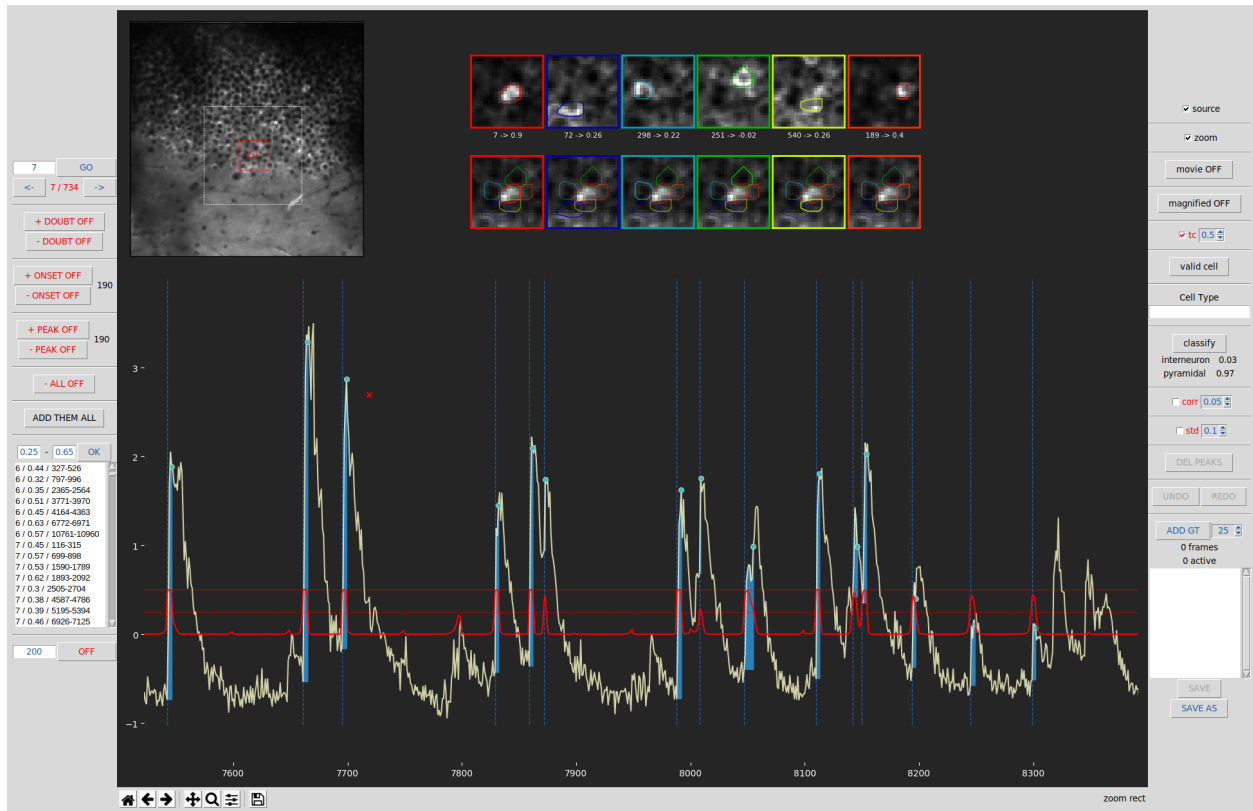 7 GO
<- 7 / 734 ->
+ DOUBT OFF
- DOUBT OFF
+ ONSET OFF
- ONSET OFF
190
+ PEAK OFF
- PEAK OFF
190
- ALL OFF
ADD THEM ALL
0.25 - 0.65 OK
6 / 0.44 / 327-526
6 / 0.32 / 797-996
6 / 0.35 / 2365-2564
6 / 0.51 / 3771-3970
6 / 0.45 / 4164-4363
6 / 0.63 / 6772-6971
6 / 0.57 / 10761-10960
7 / 0.45 / 116-315
7 / 0.57 / 699-898
7 / 0.53 / 1590-1789
7 / 0.62 / 1893-2092
7 / 0.3 / 2505-2704
7 / 0.38 / 4587-4786
7 / 0.39 / 5195-5394
7 / 0.46 / 6926-7125
200 OFF
7 -> 0.9 72 -> 0.26 298 -> 0.22 251 -> -0.02 540 -> 0.26 189 -> 0.4
3
2
1
0
−1
7600 7700 7800 7900 8000 8100 8200 8300
zoom rect
source
zoom
movie OFF
magnified OFF
tc 0.5
valid cell
Cell Type
classify
interneuron 0.03
pyramidal 0.97
corr 0.05
std 0.1
DEL PEAKS
UNDO REDO
ADD GT 25
0 frames
0 active
SAVE
SAVE AS